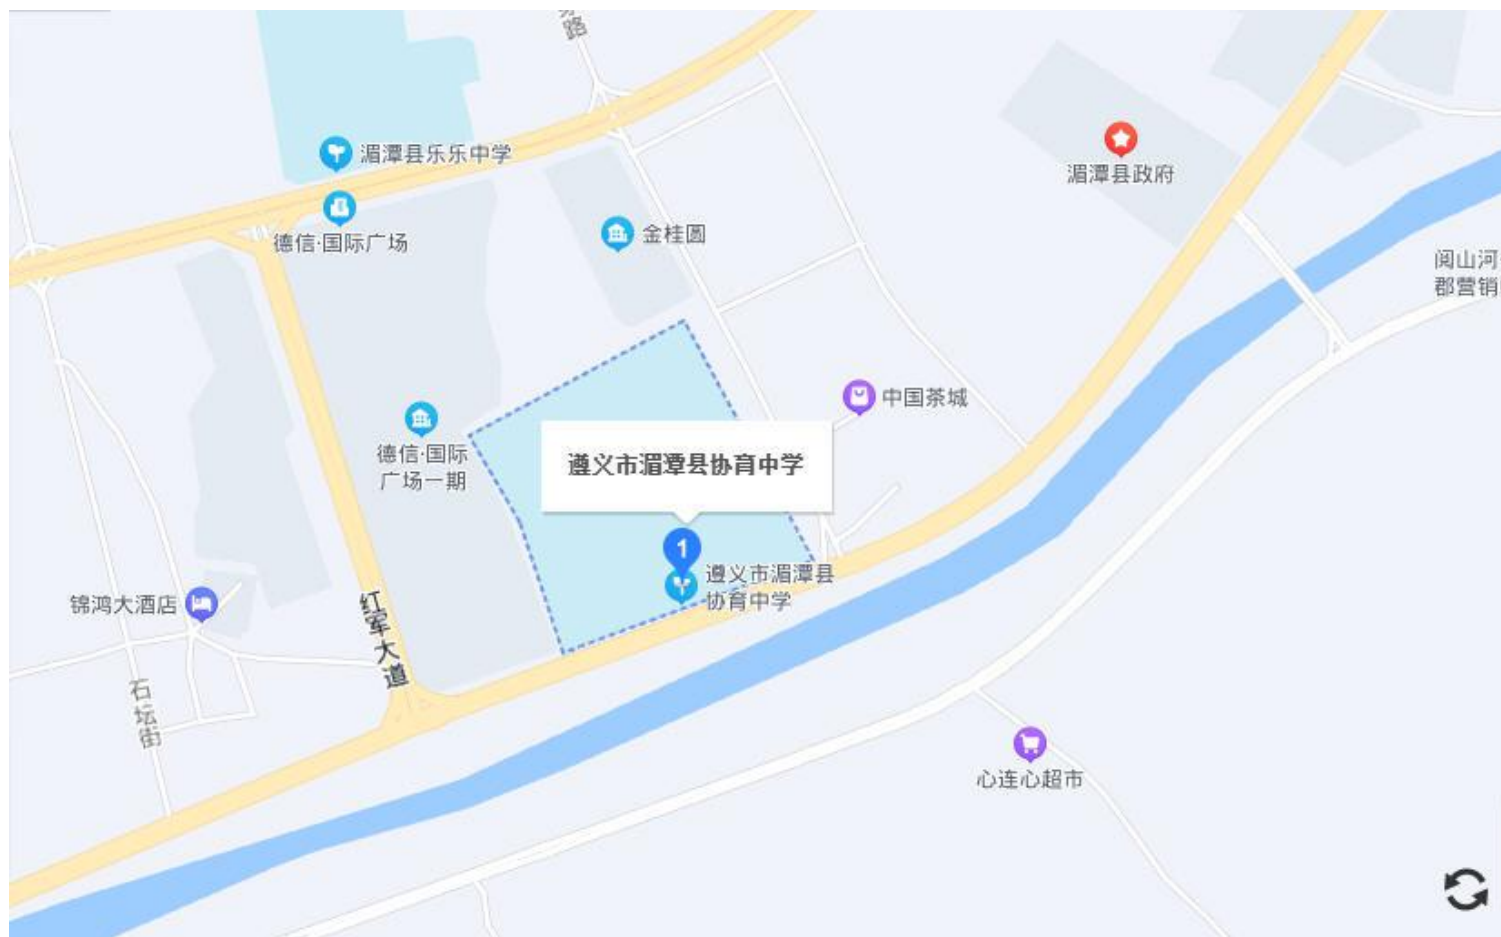 路
湄潭县乐乐中学
德信·国际广场
金桂圆
湄潭县政府
阅山河
郡营销
中国茶城
德信·国际
广场一期
遵义市湄潭县协育中学
1
遵义市湄潭县
协育中学
锦鸿大酒店
红军大道
石坛街
心连心超市